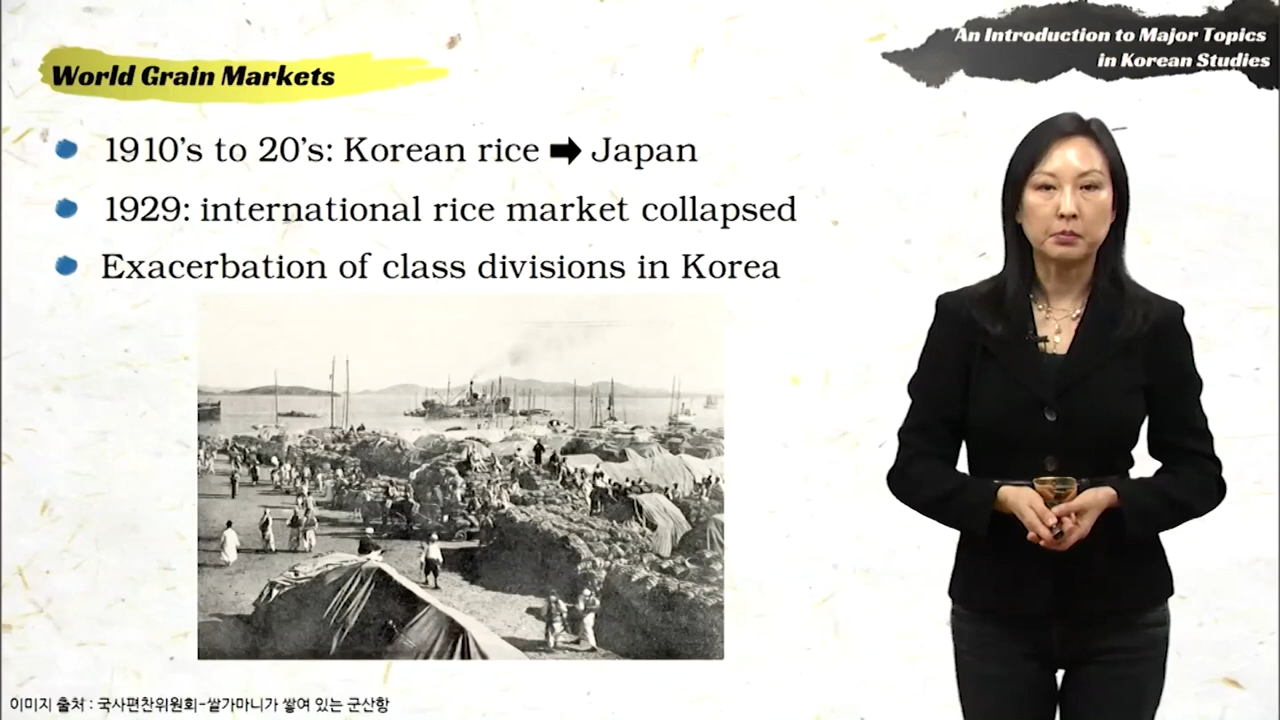 An Introduction to Major Topics
in Korean Studies
World Grain Markets
1910's to 20's: Korean rice ➡ Japan
1929: international rice market collapsed
Exacerbation of class divisions in Korea
이미지 출처 : 국사편찬위원회-쌀가마니가 쌓여 있는 군산항